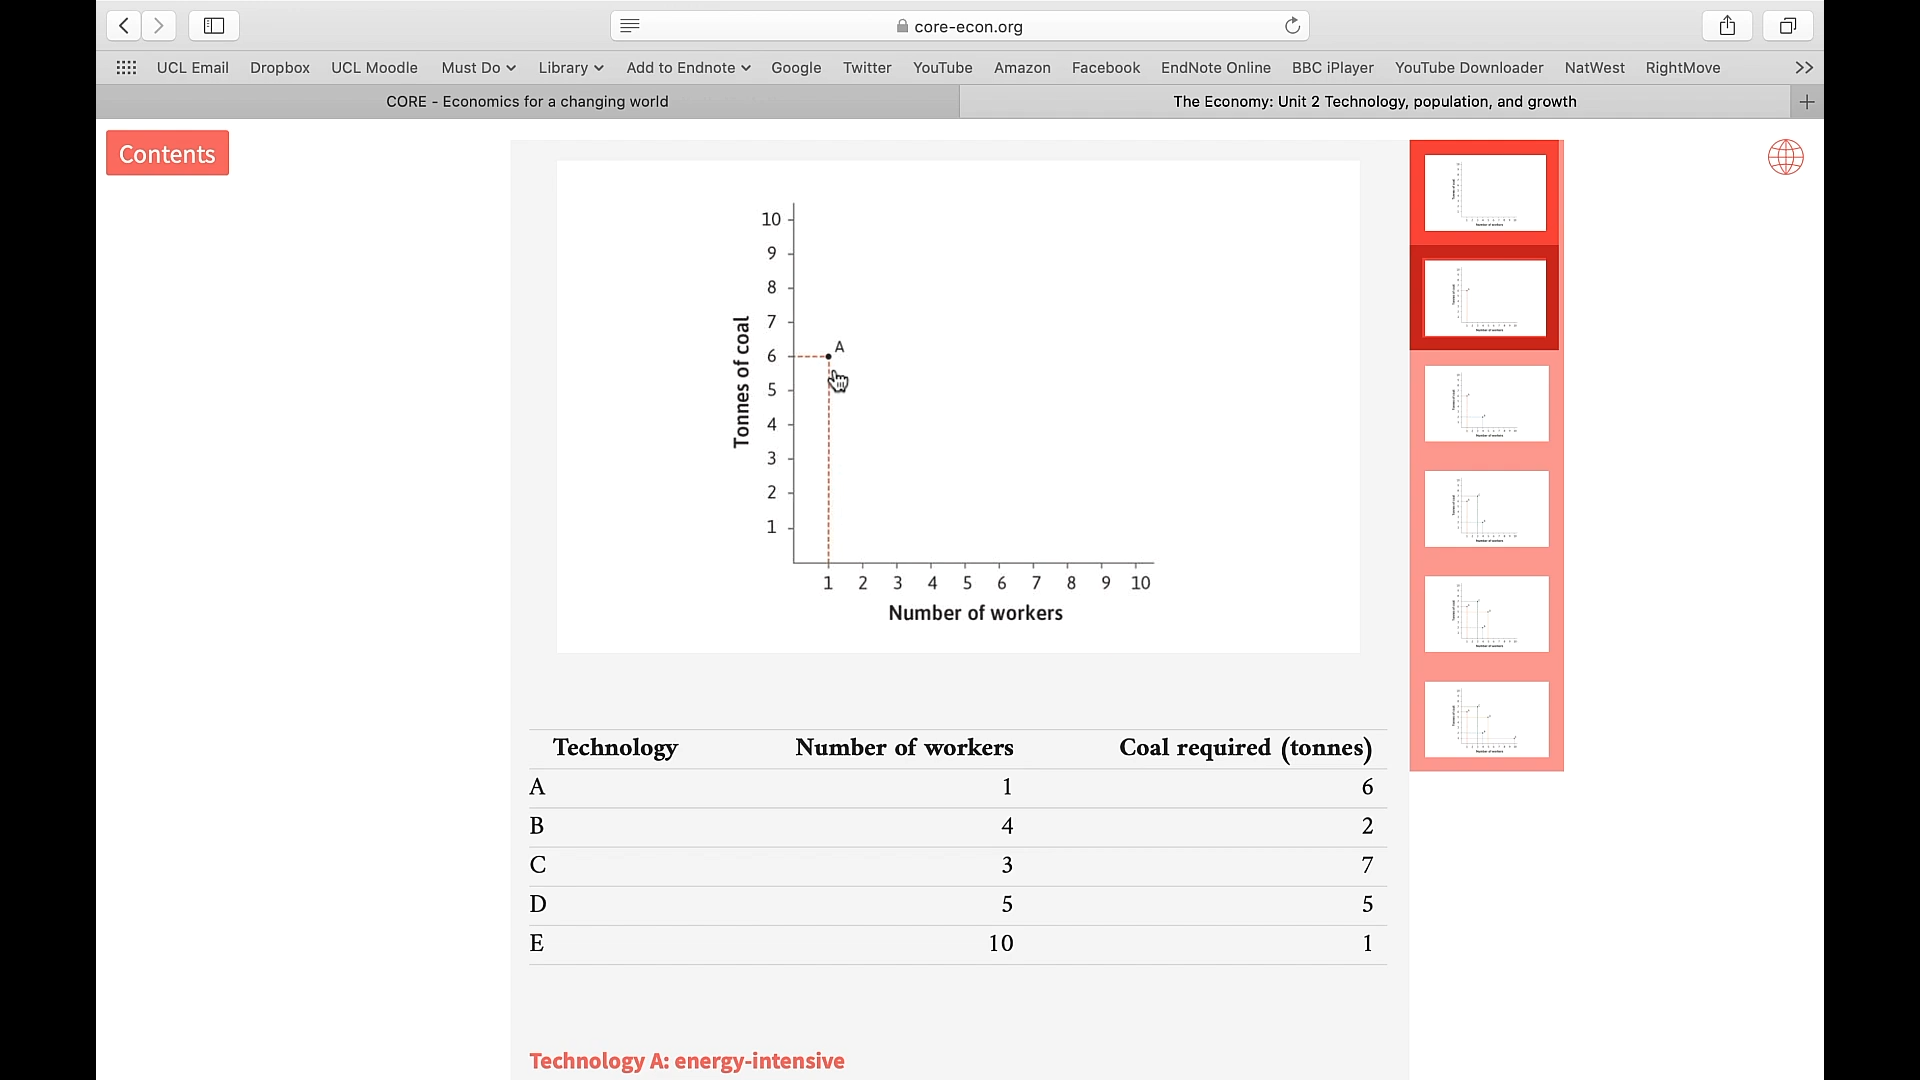 core-econ.org
UCL Email Dropbox UCL Moodle Must Do Library Add to Endnote Google Twitter YouTube Amazon Facebook EndNote Online BBC iPlayer YouTube Downloader NatWest RightMove
CORE - Economics for a changing world
The Economy: Unit 2 Technology, population, and growth
Contents
10
9
8
7
6
5
4
3
2
1
Tonnes of coal
A
1 2 3 4 5 6 7 8 9 10
Number of workers
Technology Number of workers Coal required (tonnes)
A 1 6
B 4 2
C 3 7
D 5 5
E 10 1
Technology A: energy-intensive